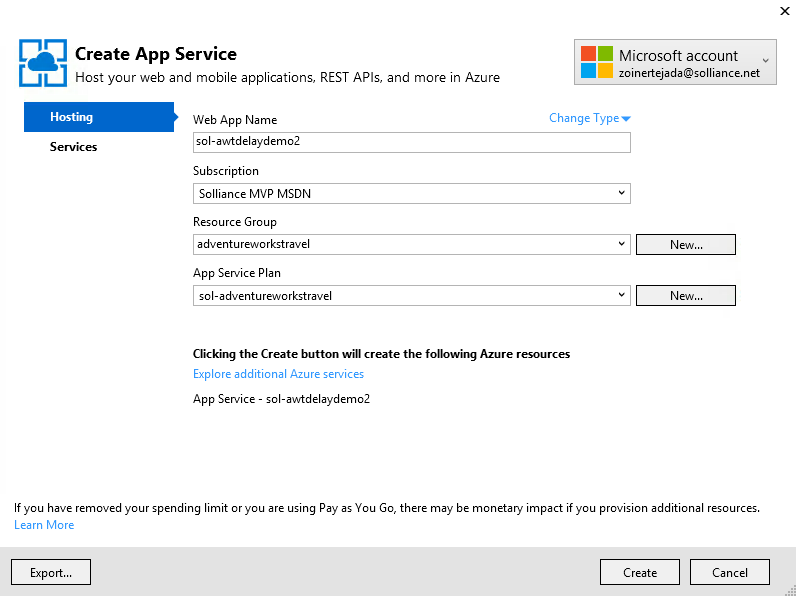 Create App Service
Host your web and mobile applications, REST APIs, and more in Azure
Microsoft account
zoinertejada@solliance.net
Hosting
Services
Web App Name
Change Type
sol-awtdelaydemo2
Subscription
Solliance MVP MSDN
Resource Group
adventureworkstravel
New...
App Service Plan
sol-adventureworkstravel
New...
Clicking the Create button will create the following Azure resources
Explore additional Azure services
App Service - sol-awtdelaydemo2
If you have removed your spending limit or you are using Pay as You Go, there may be monetary impact if you provision additional resources.
Learn More
Export...
Create
Cancel